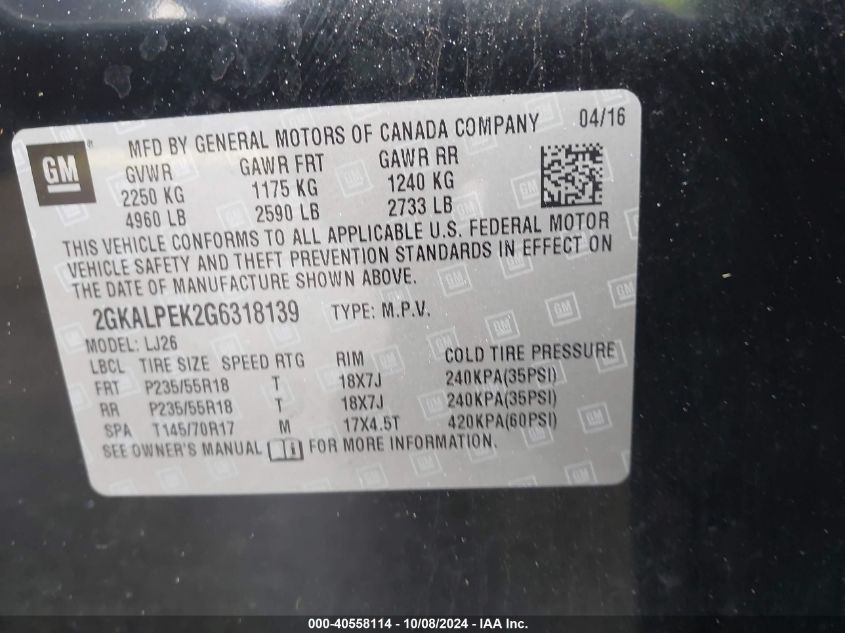 GM
MFD BY GENERAL MOTORS OF CANADA COMPANY 04/16
GVWR GAWR FRT GAWR RR
2250 KG 1175 KG 1240 KG
4960 LB 2590 LB 2733 LB
THIS VEHICLE CONFORMS TO ALL APPLICABLE U.S. FEDERAL MOTOR
VEHICLE SAFETY AND THEFT PREVENTION STANDARDS IN EFFECT ON
THE DATE OF MANUFACTURE SHOWN ABOVE.
2GKALPEK2G6318139 TYPE: M.P.V.
MODEL: LJ26
LBCL TIRE SIZE SPEED RTG RIM COLD TIRE PRESSURE
FRT P235/55R18 T 18X7J 240KPA(35PSI)
RR P235/55R18 T 18X7J 240KPA(35PSI)
SPA T145/70R17 M 17X4.5T 420KPA(60PSI)
SEE OWNER'S MANUAL FOR MORE INFORMATION.
000-40558114 - 10/08/2024 - IAA Inc.